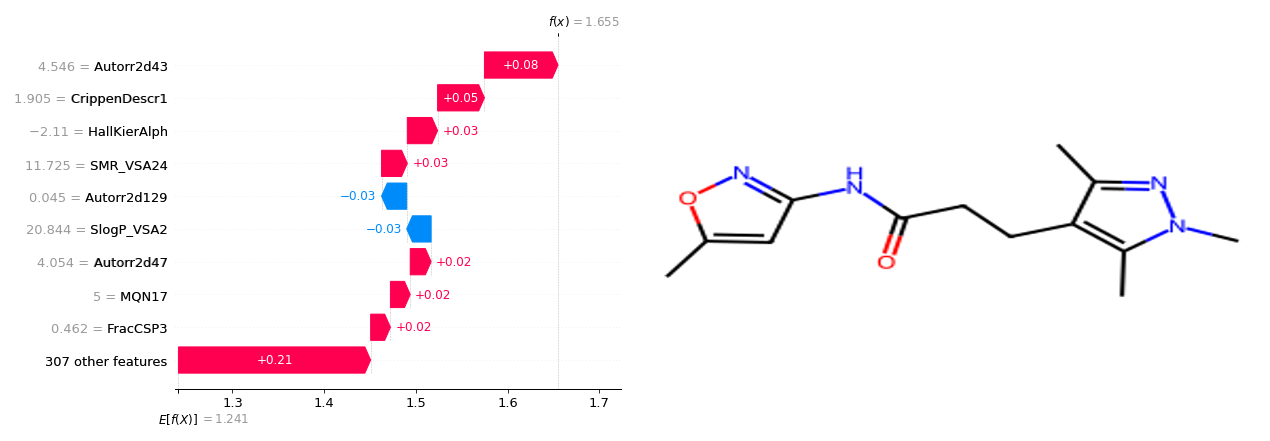 f(x) = 1.655
4.546 = Autorr2d43
+0.08
1.905 = CrippenDescr1
+0.05
−2.11 = HallKierAlph
+0.03
11.725 = SMR_VSA24
+0.03
0.045 = Autorr2d129
−0.03
20.844 = SlogP_VSA2
−0.03
4.054 = Autorr2d47
+0.02
5 = MQN17
+0.02
0.462 = FracCSP3
+0.02
307 other features
+0.21
1.3 1.4 1.5 1.6 1.7
E[f(X)] = 1.241
O
N
H
N
O
N
N